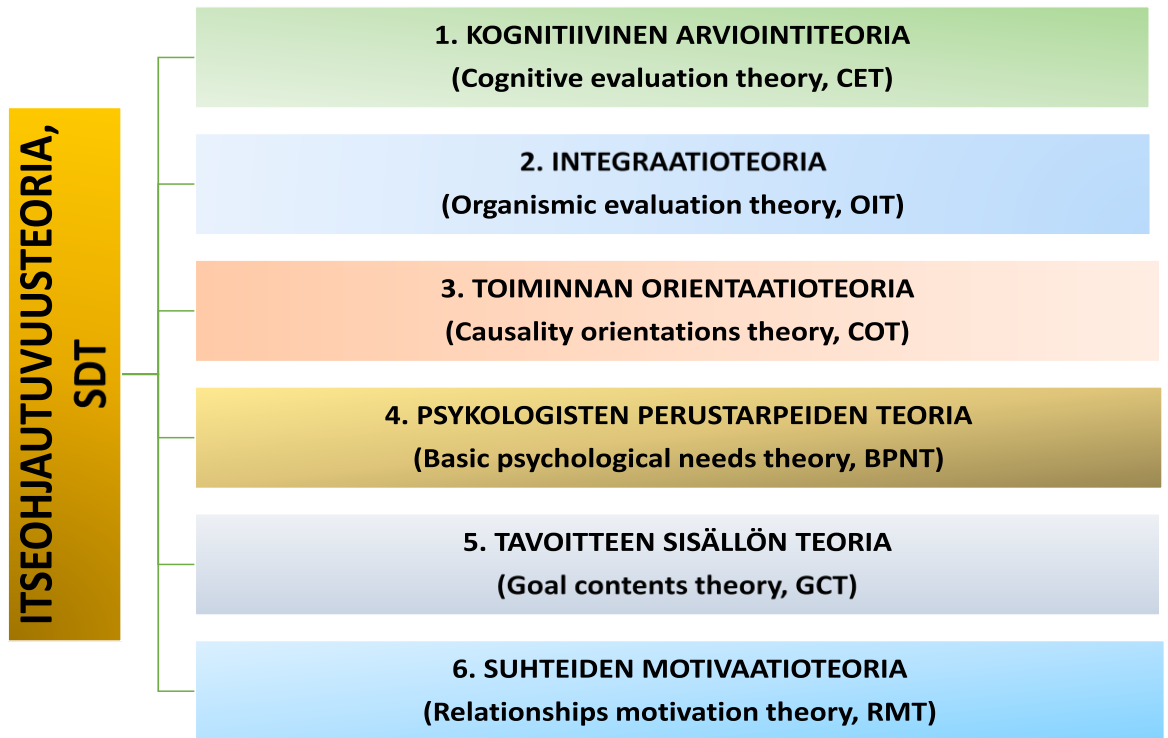 ITSEOHJAUTUVUUSTEORIA,
SDT
1. KOGNITIIVINEN ARVIOINTITEORIA
(Cognitive evaluation theory, CET)
2. INTEGRAATIOTEORIA
(Organismic evaluation theory, OIT)
3. TOIMINNAN ORIENTAATIOTEORIA
(Causality orientations theory, COT)
4. PSYKOLOGISTEN PERUSTARPEIDEN TEORIA
(Basic psychological needs theory, BPNT)
5. TAVOITTEEN SISÄLLÖN TEORIA
(Goal contents theory, GCT)
6. SUHTEIDEN MOTIVAATIOTEORIA
(Relationships motivation theory, RMT)